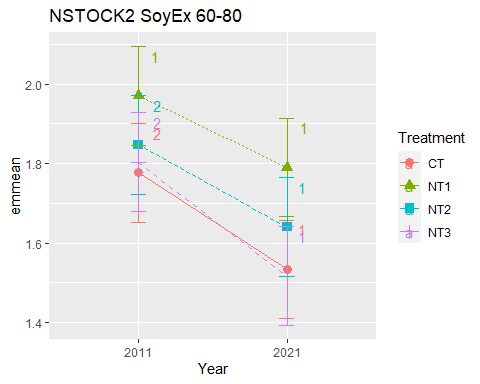 NSTOCK2 SoyEx 60-80
emmean
2.0
1.8
1.6
1.4
1
2
2
2
1
1
1
1
2011
2021
Year
Treatment
a CT
a NT1
a NT2
a NT3